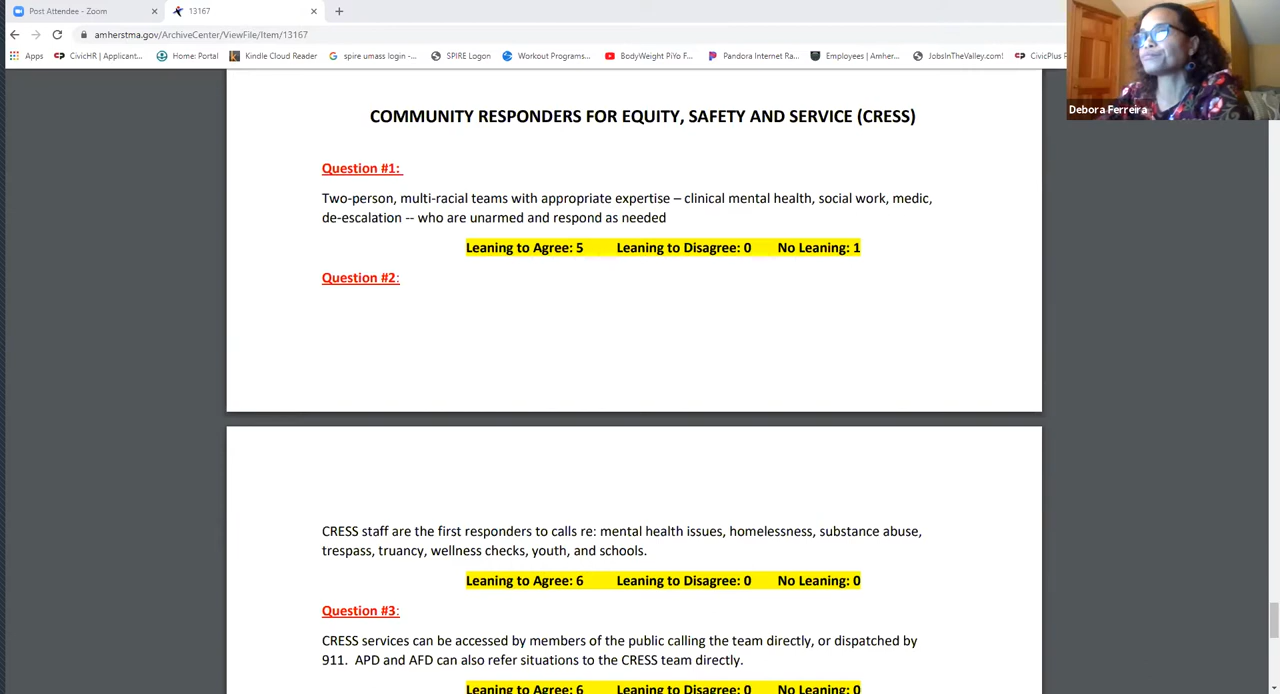 Post Attendee - Zoom
13167
amherstma.gov/ArchiveCenter/ViewFile/Item/13167
Apps
CivicHR | Applicant...
Home: Portal
Kindle Cloud Reader
spire umass login -...
SPIRE Logon
Workout Programs...
BodyWeight PiYo F...
Pandora Internet Ra...
Employees | Amher...
JobsInTheValley.com!
CivicPlus
Debora Ferreira
COMMUNITY RESPONDERS FOR EQUITY, SAFETY AND SERVICE (CRESS)
Question #1:
Two-person, multi-racial teams with appropriate expertise – clinical mental health, social work, medic,
de-escalation -- who are unarmed and respond as needed
Leaning to Agree: 5 Leaning to Disagree: 0 No Leaning: 1
Question #2:
CRESS staff are the first responders to calls re: mental health issues, homelessness, substance abuse,
trespass, truancy, wellness checks, youth, and schools.
Leaning to Agree: 6 Leaning to Disagree: 0 No Leaning: 0
Question #3:
CRESS services can be accessed by members of the public calling the team directly, or dispatched by
911. APD and AFD can also refer situations to the CRESS team directly.
Leaning to Agree: 6 Leaning to Disagree: 0 No Leaning: 0